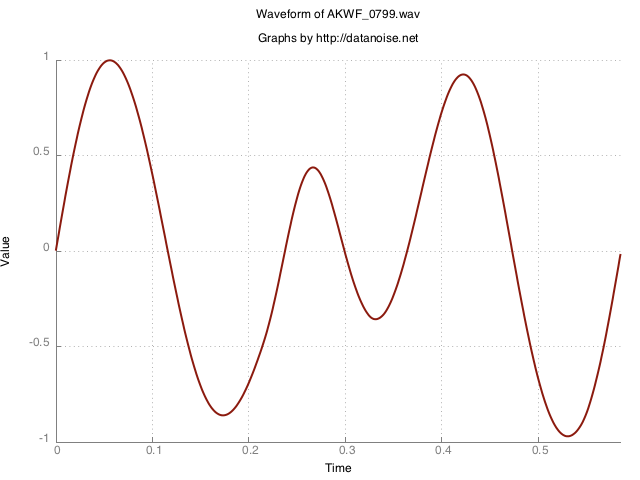 Waveform of AKWF_0799.wav
Graphs by http://datanoise.net
1
0.5
0
-0.5
-1
Value
0 0.1 0.2 0.3 0.4 0.5
Time